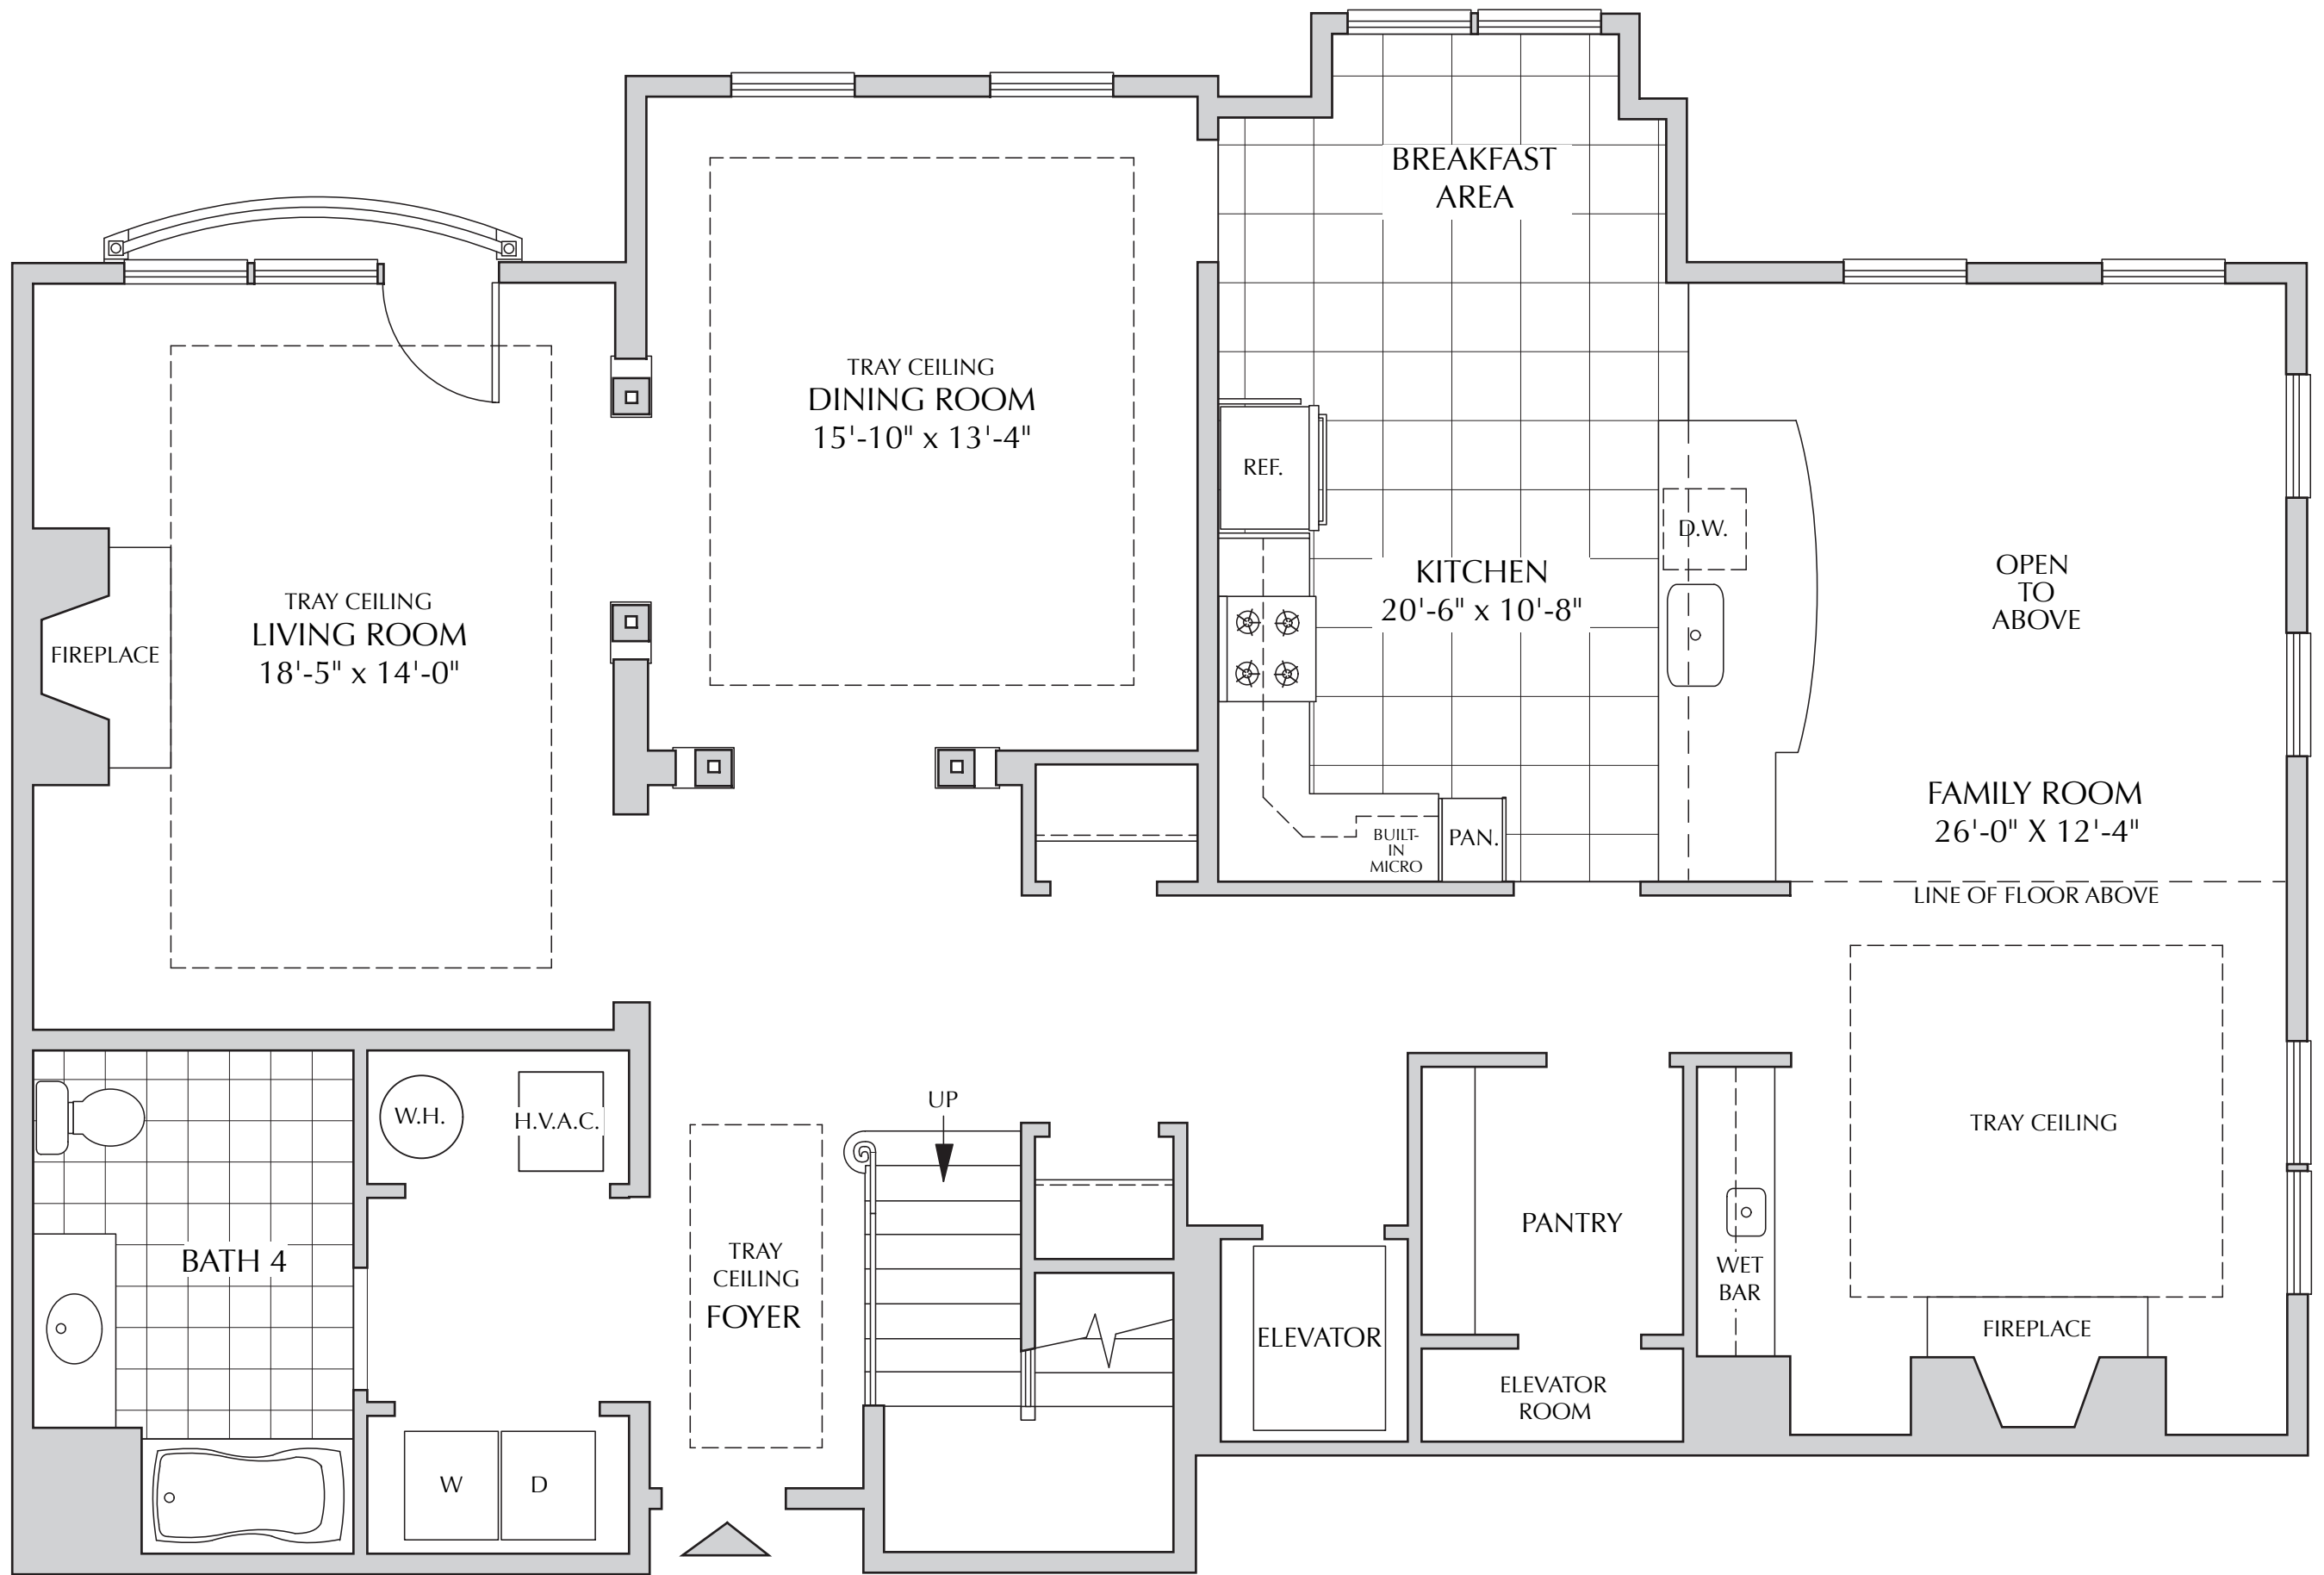 BREAKFAST
AREA
TRAY CEILING
DINING ROOM
15'-10" x 13'-4"
REF.
D.W.
KITCHEN
20'-6" x 10'-8"
OPEN
TO
ABOVE
TRAY CEILING
LIVING ROOM
18'-5" x 14'-0"
FIREPLACE
FAMILY ROOM
26'-0" X 12'-4"
BUILT-
IN
MICRO
PAN.
LINE OF FLOOR ABOVE
W.H.
H.V.A.C.
UP
TRAY CEILING
BATH 4
TRAY
CEILING
FOYER
PANTRY
WET
BAR
ELEVATOR
FIREPLACE
ELEVATOR
ROOM
W
D